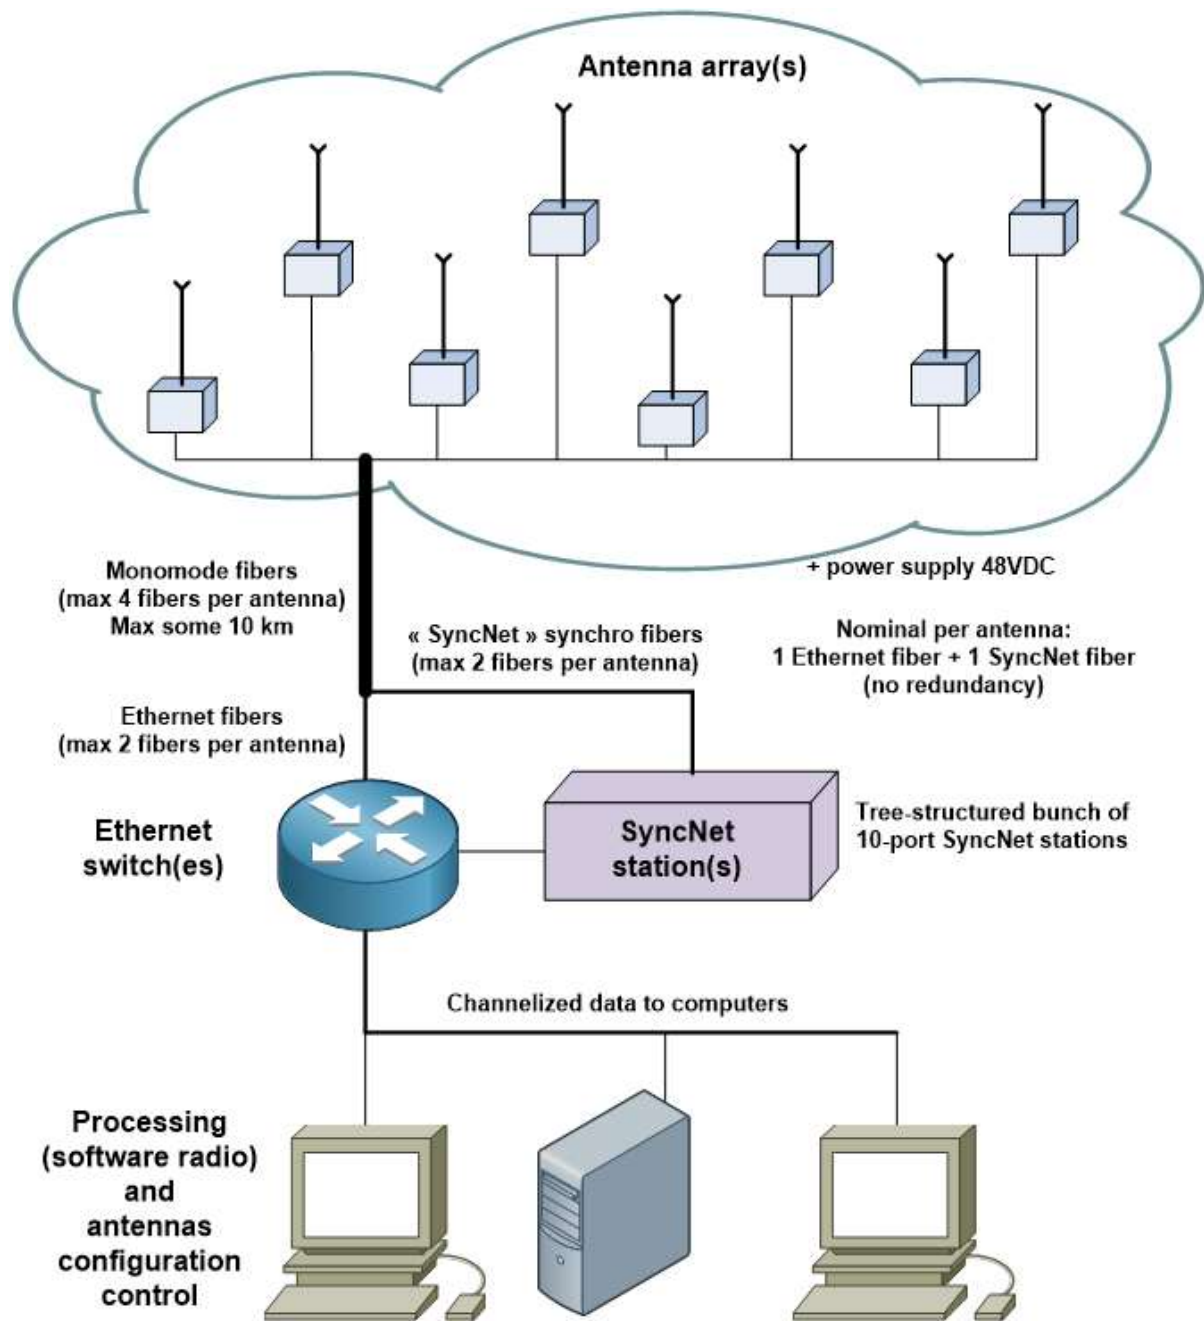 Antenna array(s)
Monomode fibers
(max 4 fibers per antenna)
Max some 10 km
+ power supply 48VDC
« SyncNet » synchro fibers
(max 2 fibers per antenna)
Nominal per antenna:
1 Ethernet fiber + 1 SyncNet fiber
(no redundancy)
Ethernet fibers
(max 2 fibers per antenna)
Ethernet
switch(es)
SyncNet
station(s)
Tree-structured bunch of
10-port SyncNet stations
Channelized data to computers
Processing
(software radio)
and
antennas
configuration
control